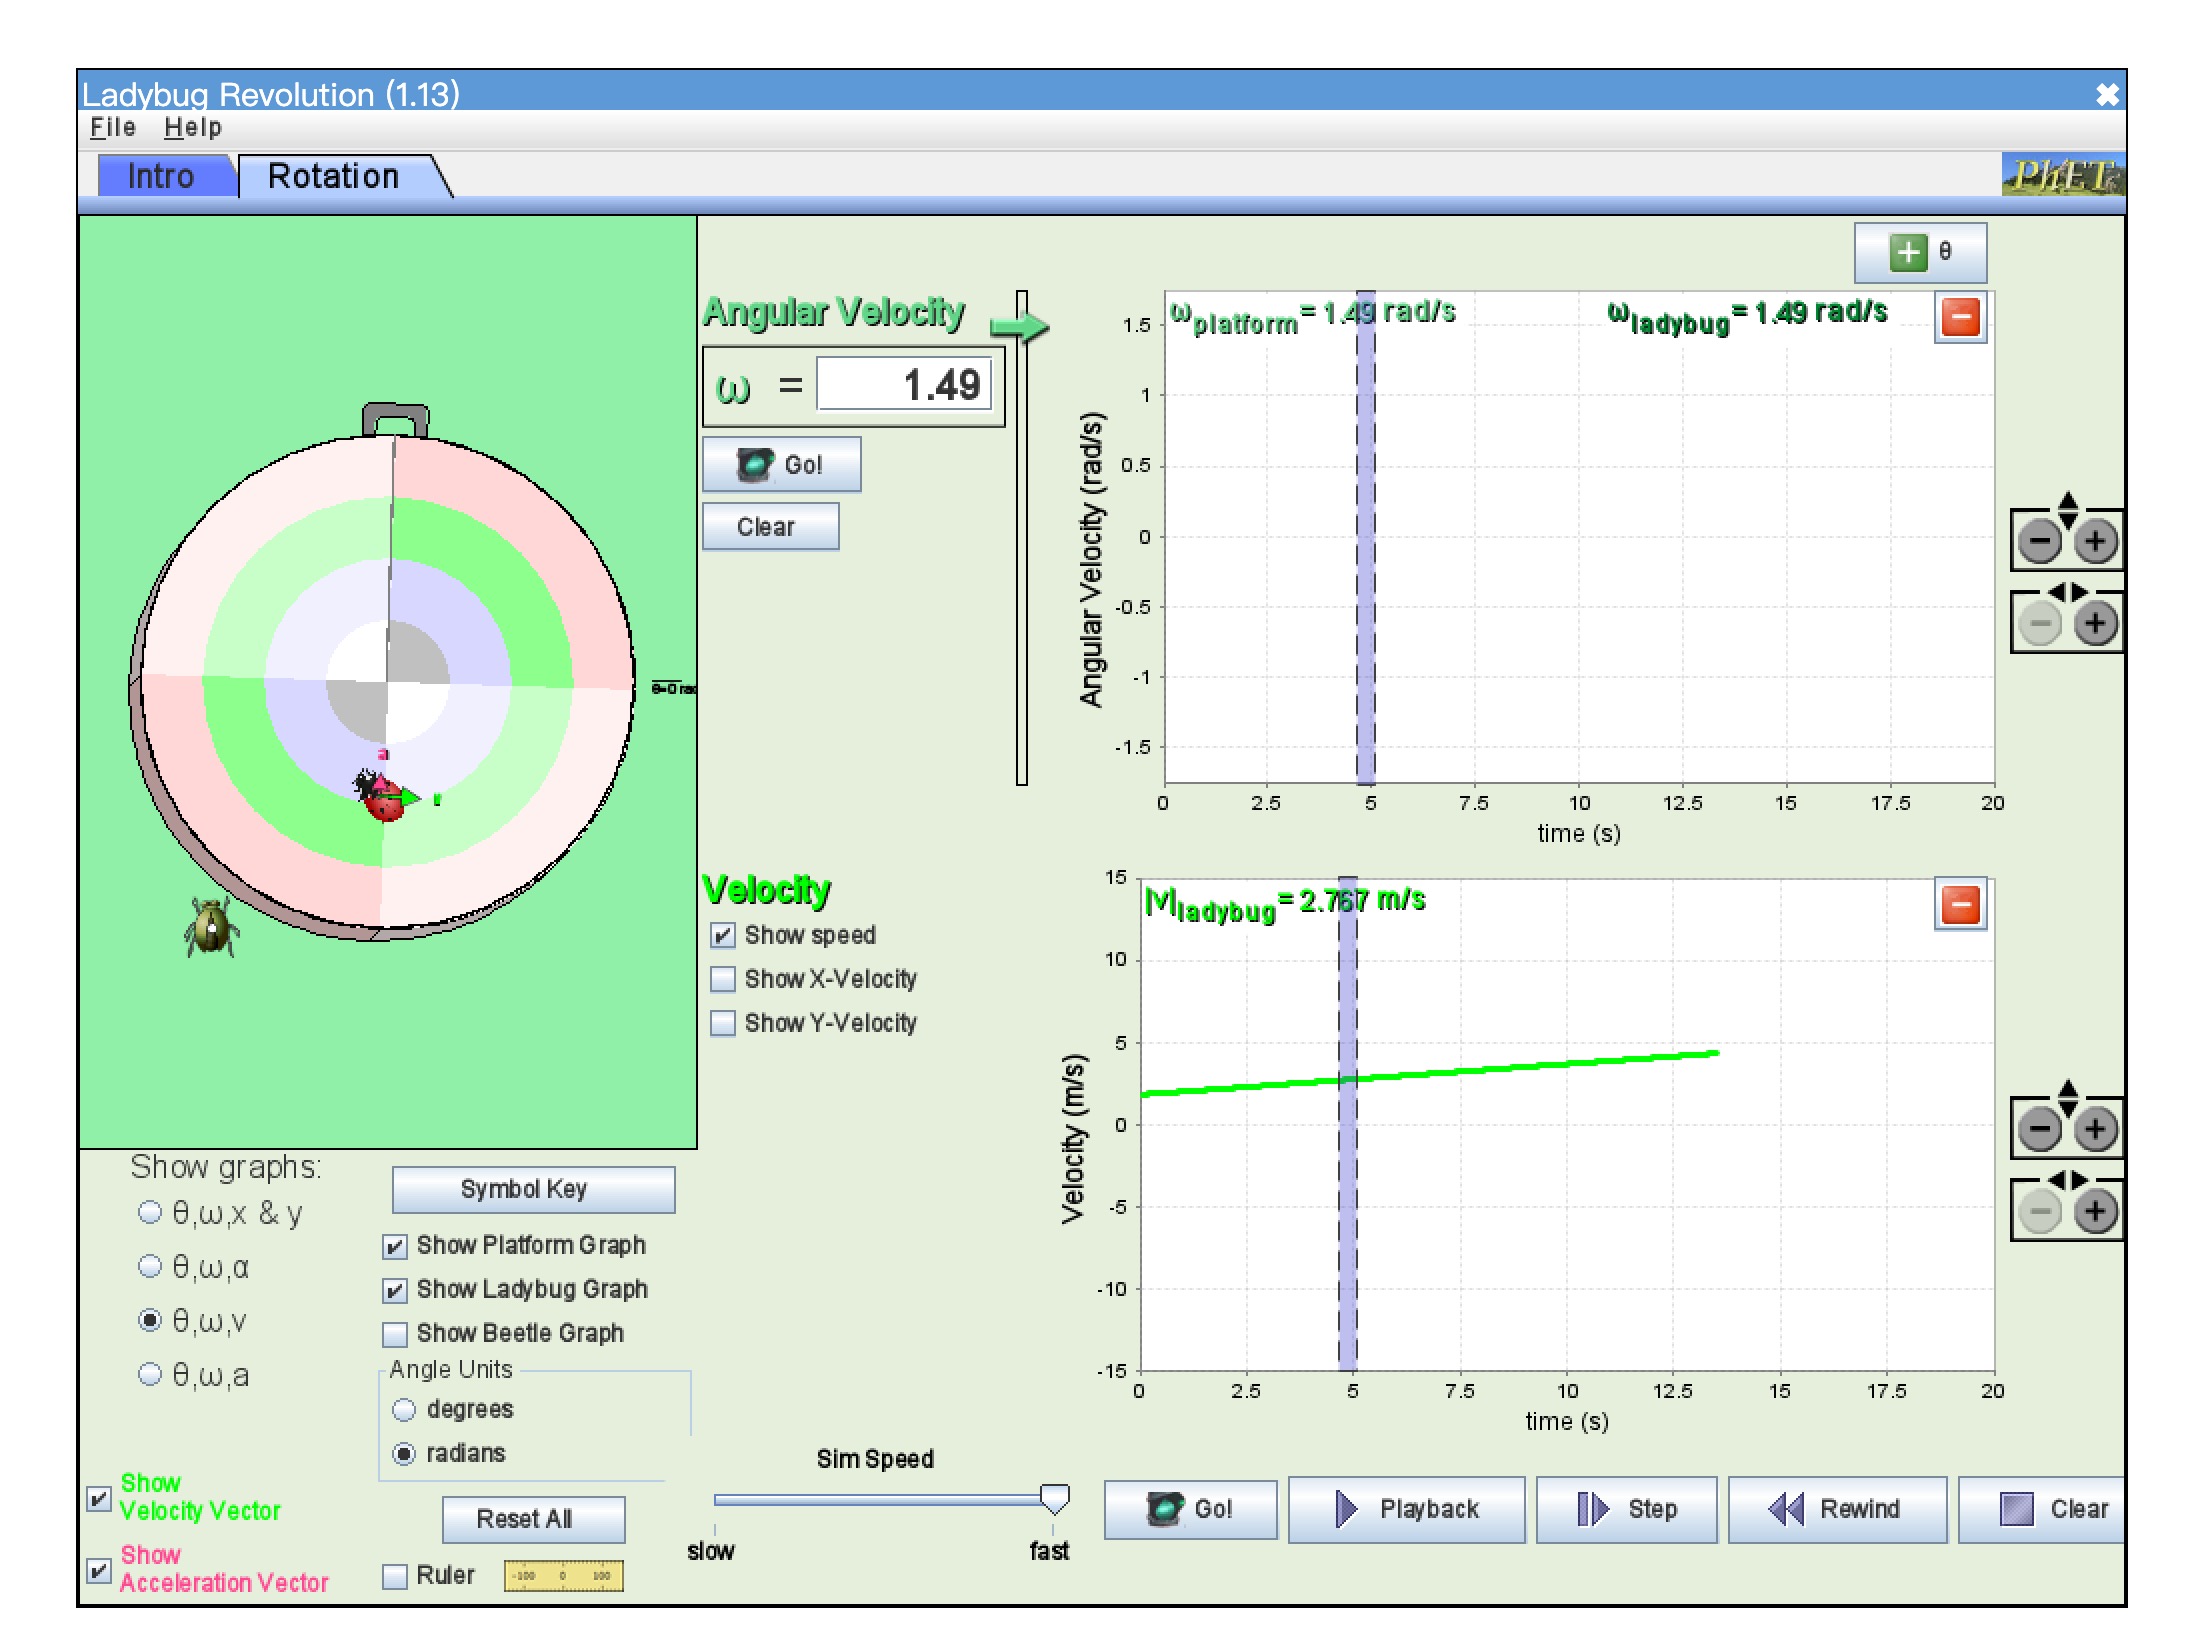 Ladybug Revolution (1.13)
File Help
Intro Rotation
PhET
θ
Angular Velocity
ω = 1.49
Go!
Clear
ωplatform = 1.49 rad/s ωladybug = 1.49 rad/s
Angular Velocity (rad/s)
1.5
1
0.5
0
-0.5
-1
-1.5
0 2.5 5 7.5 10 12.5 15 17.5 20
time (s)
θ=0 rad
a
v
Velocity
Show speed
Show X-Velocity
Show Y-Velocity
|v|ladybug = 2.767 m/s
Velocity (m/s)
15
10
5
0
-5
-10
-15
0 2.5 5 7.5 10 12.5 15 17.5 20
time (s)
Show graphs:
θ,ω,x & y
θ,ω,α
θ,ω,v
θ,ω,a
Symbol Key
Show Platform Graph
Show Ladybug Graph
Show Beetle Graph
Angle Units
degrees
radians
Show
Velocity Vector
Show
Acceleration Vector
Reset All
Ruler
-100 0 100
Sim Speed
slow fast
Go! Playback Step Rewind Clear